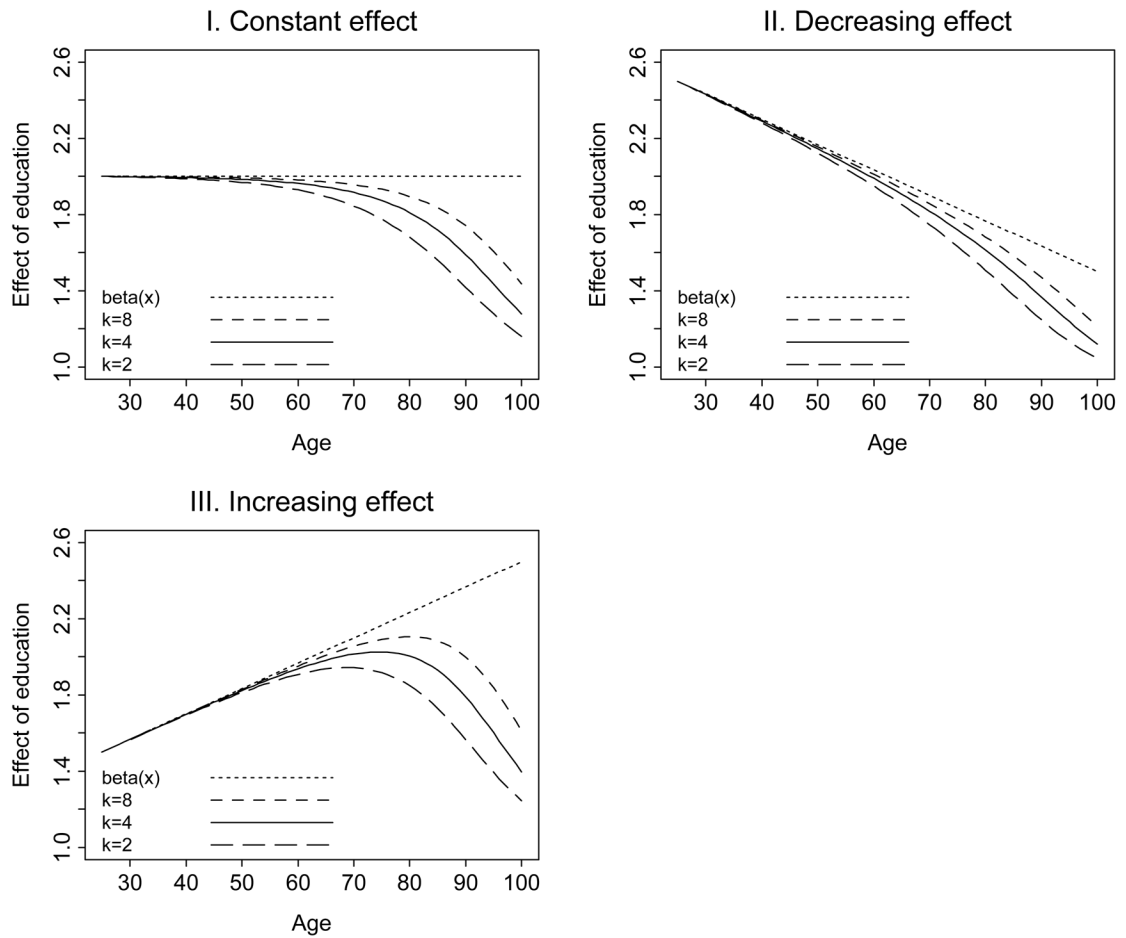 I. Constant effect
Effect of education
2.6
2.2
1.8
1.4
1.0
beta(x)
k=8
k=4
k=2
30 40 50 60 70 80 90 100
Age
II. Decreasing effect
Effect of education
2.6
2.2
1.8
1.4
1.0
beta(x)
k=8
k=4
k=2
30 40 50 60 70 80 90 100
Age
III. Increasing effect
Effect of education
2.6
2.2
1.8
1.4
1.0
beta(x)
k=8
k=4
k=2
30 40 50 60 70 80 90 100
Age